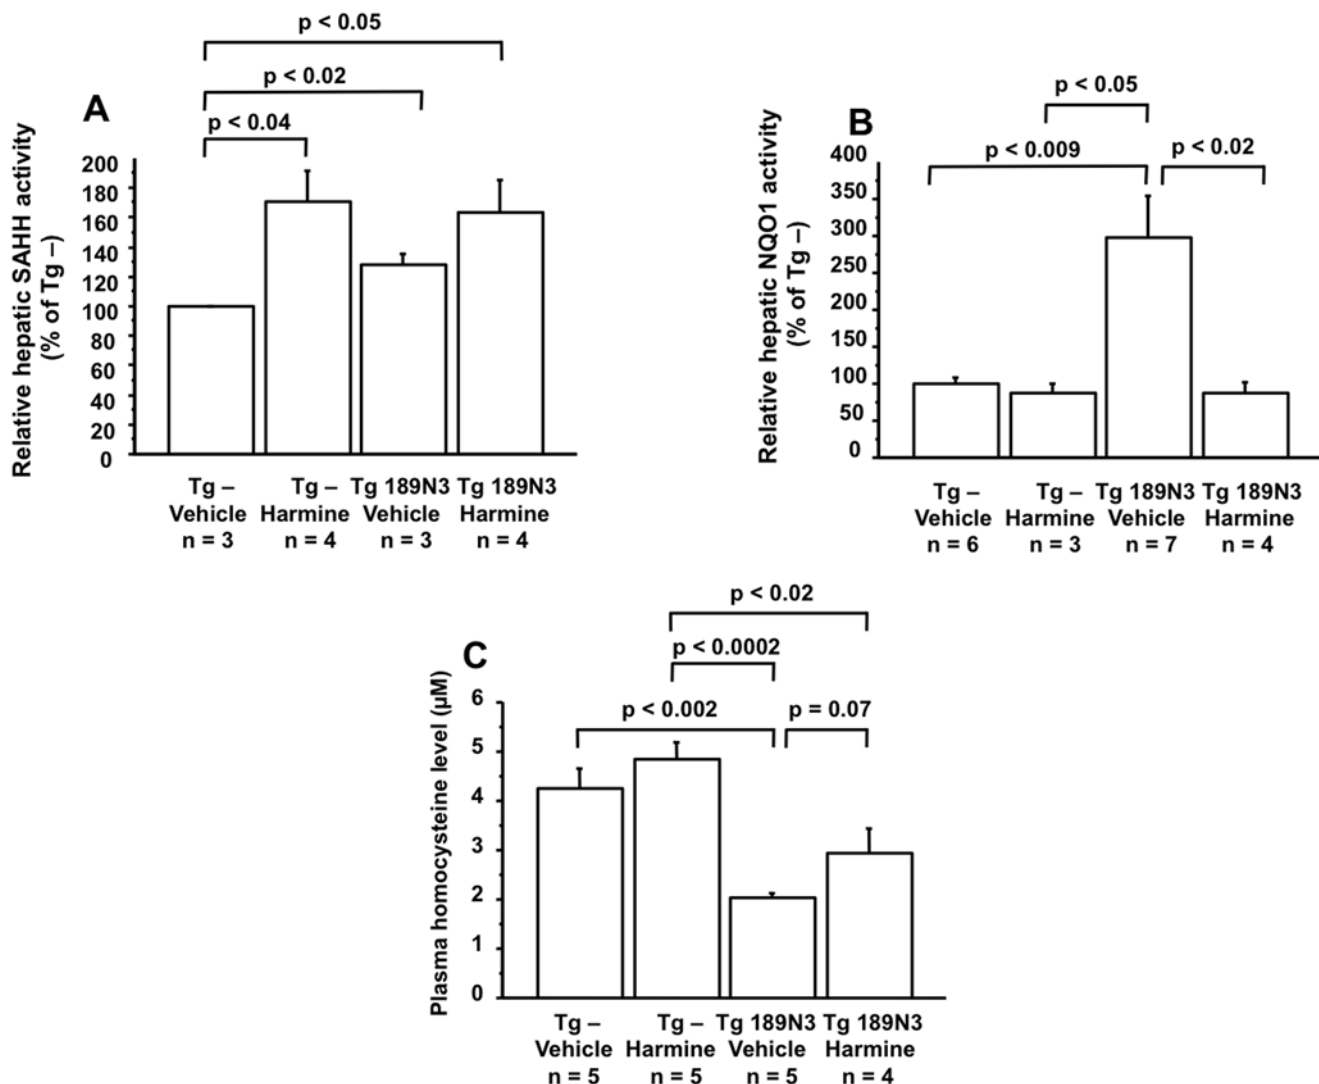 A
p < 0.05
p < 0.02
p < 0.04
Relative hepatic SAHH activity
(% of Tg –)
200
180
160
140
120
100
80
60
40
20
0
Tg – Tg – Tg 189N3 Tg 189N3
Vehicle Harmine Vehicle Harmine
n = 3 n = 4 n = 3 n = 4
B
p < 0.05
p < 0.009
p < 0.02
Relative hepatic NQO1 activity
(% of Tg –)
400
350
300
250
200
150
100
50
0
Tg – Tg – Tg 189N3 Tg 189N3
Vehicle Harmine Vehicle Harmine
n = 6 n = 3 n = 7 n = 4
C
p < 0.02
p < 0.0002
p < 0.002
p = 0.07
Plasma homocysteine level (µM)
6
5
4
3
2
1
0
Tg – Tg – Tg 189N3 Tg 189N3
Vehicle Harmine Vehicle Harmine
n = 5 n = 5 n = 5 n = 4